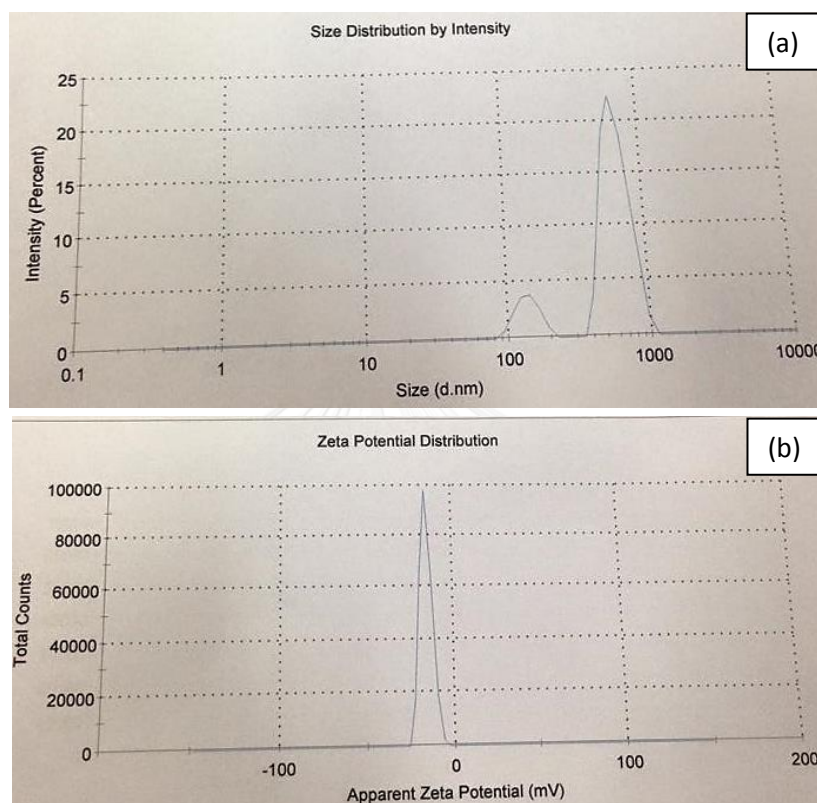 Size Distribution by Intensity
(a)
25
20
15
10
5
0
Intensity (Percent)
0.1 1 10 100 1000 10000
Size (d.nm)
Zeta Potential Distribution
(b)
100000
80000
60000
40000
20000
0
Total Counts
-100 0 100 200
Apparent Zeta Potential (mV)